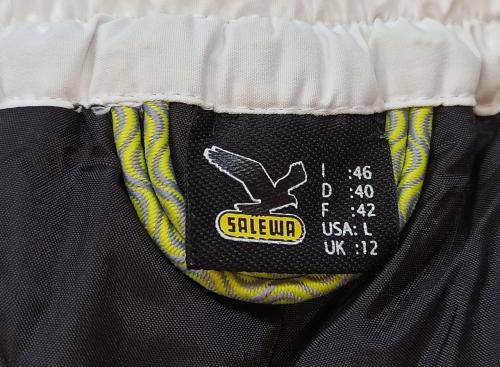 SALEWA
I :46
D :40
F :42
USA: L
UK :12